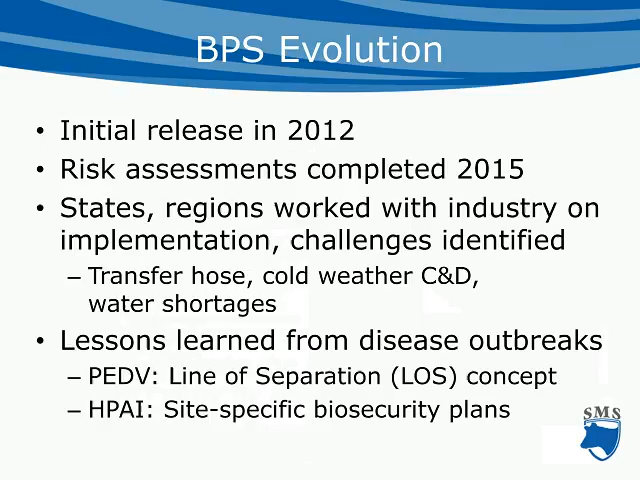 BPS Evolution
• Initial release in 2012
• Risk assessments completed 2015
• States, regions worked with industry on
implementation, challenges identified
– Transfer hose, cold weather C&D,
water shortages
• Lessons learned from disease outbreaks
– PEDV: Line of Separation (LOS) concept
– HPAI: Site-specific biosecurity plans
SMS